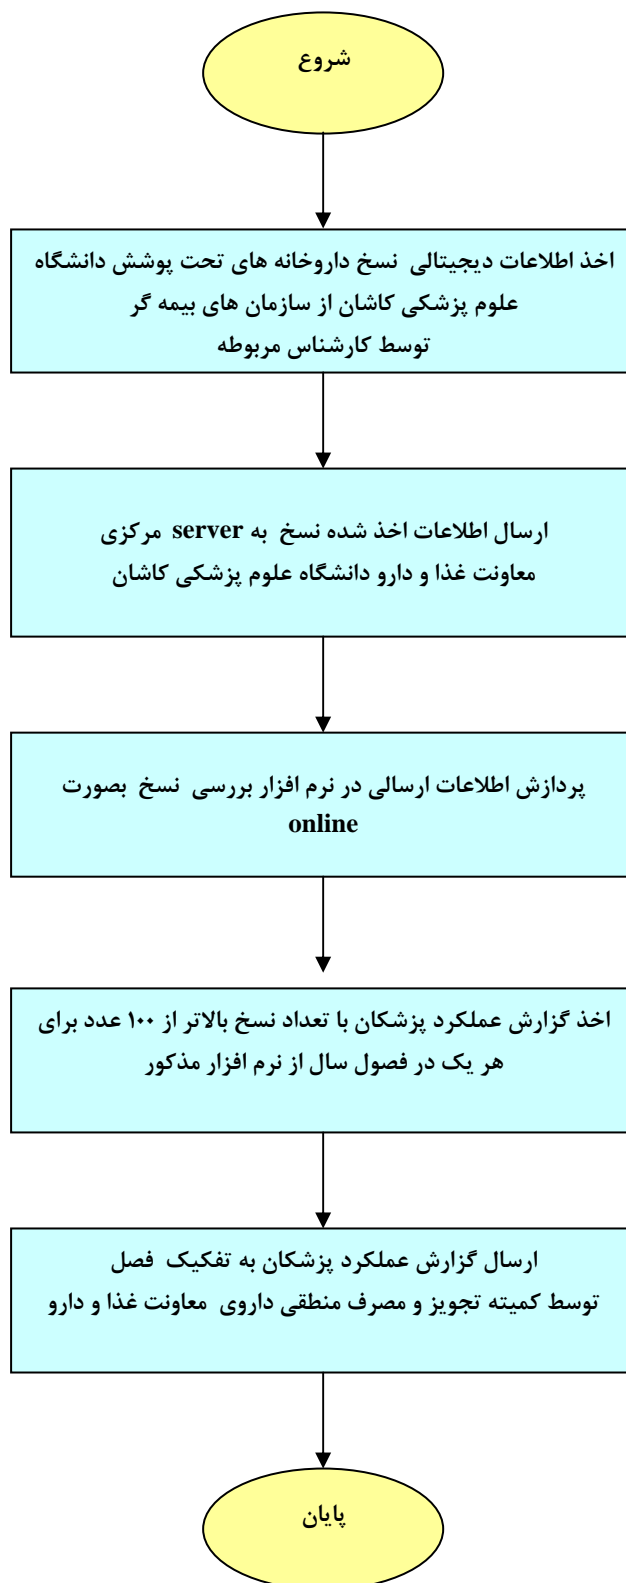 شروع
اخذ اطلاعات دیجیتالی نسخ داروخانه های تحت پوشش دانشگاه
علوم پزشکی کاشان از سازمان های بیمه گر
توسط کارشناس مربوطه
ارسال اطلاعات اخذ شده نسخ به server مرکزی
معاونت غذا و دارو دانشگاه علوم پزشکی کاشان
پردازش اطلاعات ارسالی در نرم افزار بررسی نسخ بصورت
online
اخذ گزارش عملکرد پزشکان با تعداد نسخ بالاتر از ۱۰۰ عدد برای
هر یک در فصول سال از نرم افزار مذکور
ارسال گزارش عملکرد پزشکان به تفکیک فصل
توسط کمیته تجویز و مصرف منطقی داروی معاونت غذا و دارو
پایان